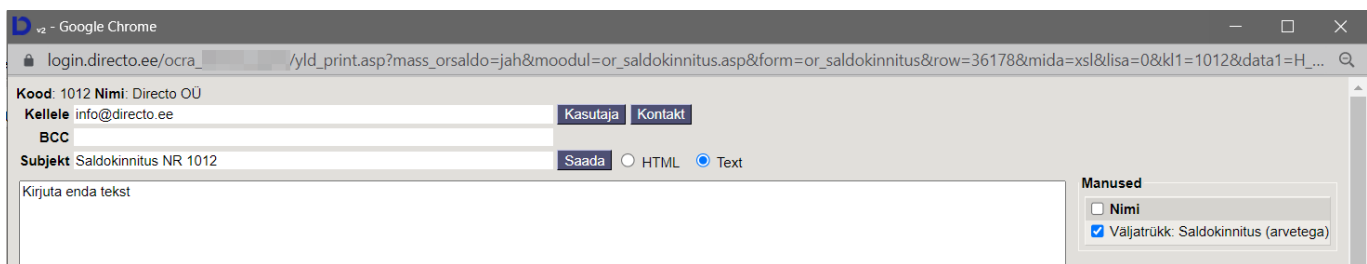 v2 - Google Chrome
login.directo.ee/ocra_ /yld_print.asp?mass_orsaldo=jah&moodul=or_saldokinnitus.asp&form=or_saldokinnitus&row=36178&mida=xsl&lisa=0&kl1=1012&data1=H_...
Kood: 1012 Nimi: Directo OÜ
Kellele info@directo.ee Kasutaja Kontakt
BCC
Subjekt Saldokinnitus NR 1012 Saada HTML Text
Kirjuta enda tekst
Manused
Nimi
Väljatrükk: Saldokinnitus (arvetega)